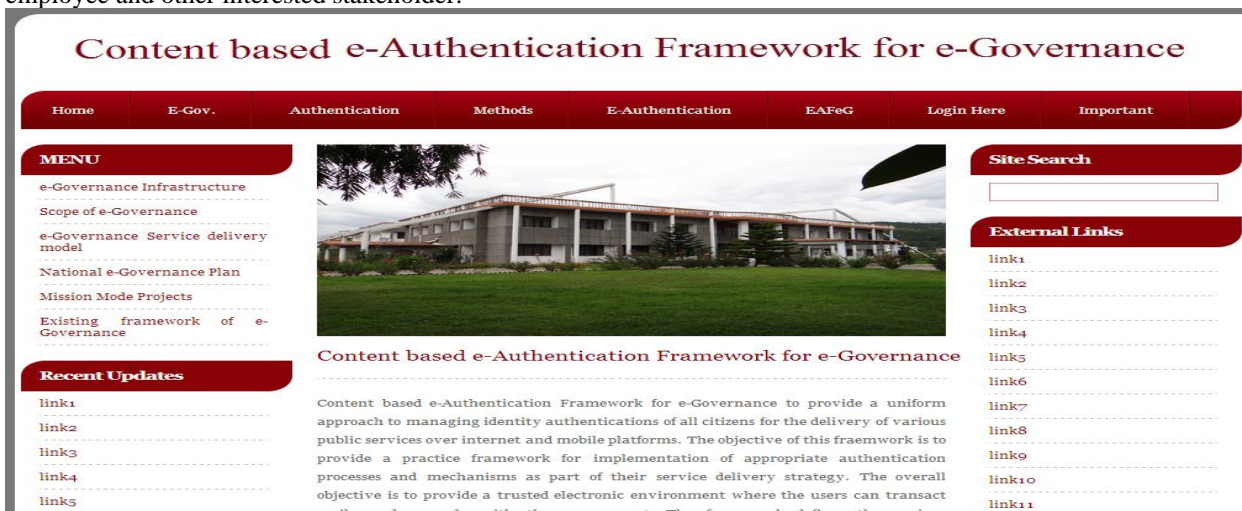 employee and other interested stakeholder.
Content based e-Authentication Framework for e-Governance
Home E-Gov. Authentication Methods E-Authentication EAFeG Login Here Important
MENU
e-Governance Infrastructure
Scope of e-Governance
e-Governance Service delivery
model
National e-Governance Plan
Mission Mode Projects
Existing framework of e-
Governance
Recent Updates
link1
link2
link3
link4
link5
Content based e-Authentication Framework for e-Governance
Content based e-Authentication Framework for e-Governance to provide a uniform
approach to managing identity authentications of all citizens for the delivery of various
public services over internet and mobile platforms. The objective of this fraemwork is to
provide a practice framework for implementation of appropriate authentication
processes and mechanisms as part of their service delivery strategy. The overall
objective is to provide a trusted electronic environment where the users can transact
Site Search
External Links
link1
link2
link3
link4
link5
link6
link7
link8
link9
link10
link11